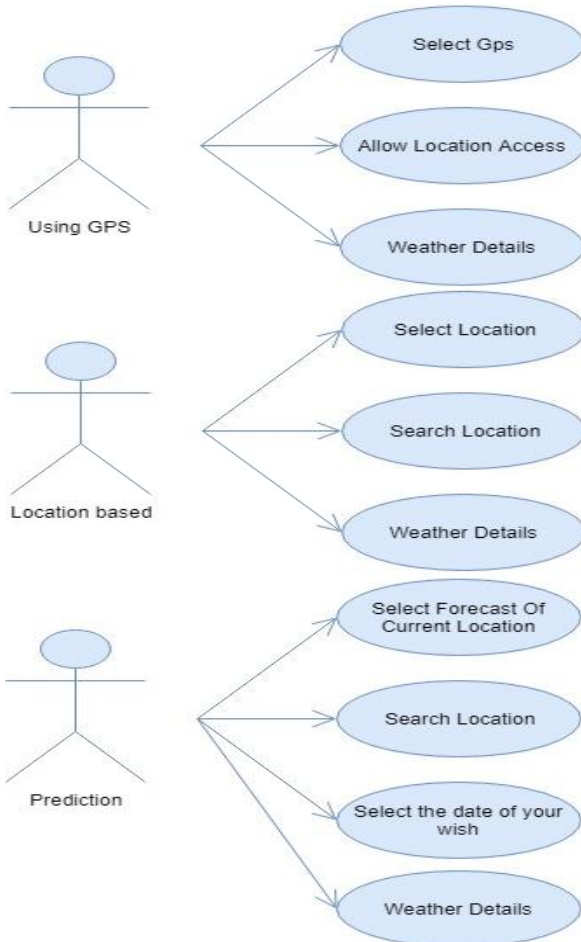 Select Gps
Allow Location Access
Using GPS
Weather Details
Select Location
Search Location
Location based
Weather Details
Select Forecast Of
Current Location
Search Location
Prediction
Select the date of your
wish
Weather Details